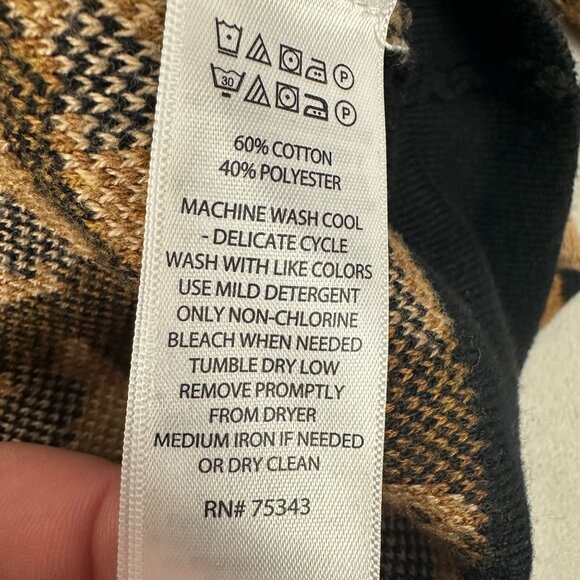 P
30 P
60% COTTON
40% POLYESTER
MACHINE WASH COOL
- DELICATE CYCLE
WASH WITH LIKE COLORS
USE MILD DETERGENT
ONLY NON-CHLORINE
BLEACH WHEN NEEDED
TUMBLE DRY LOW
REMOVE PROMPTLY
FROM DRYER
MEDIUM IRON IF NEEDED
OR DRY CLEAN
RN# 75343